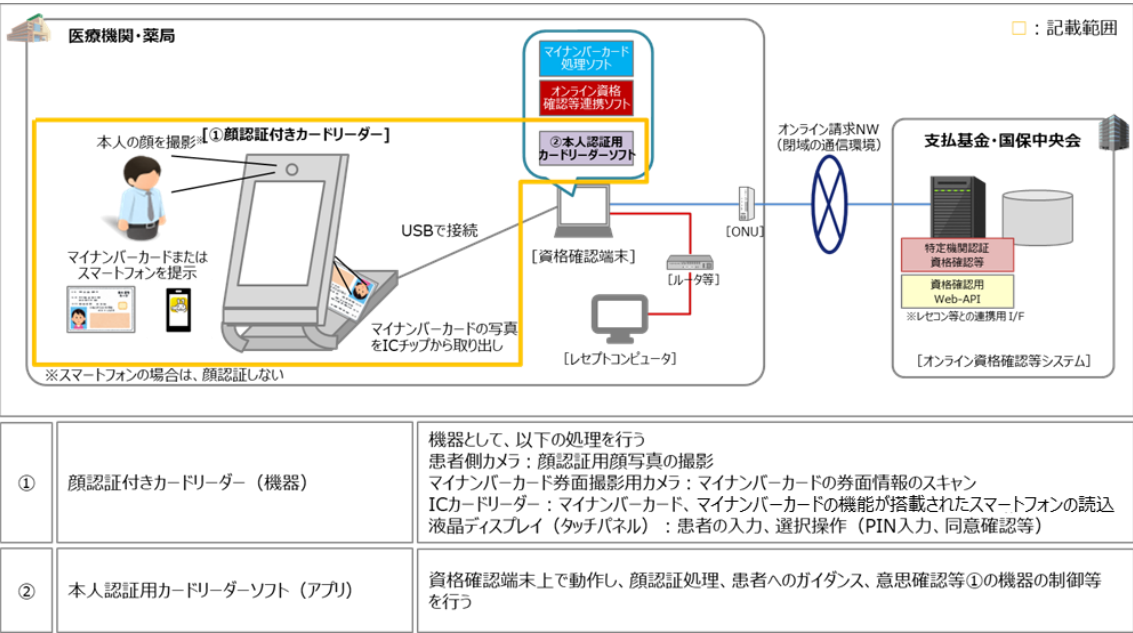 医療機関・薬局
□：記載範囲
マイナンバーカード
処理ソフト
オンライン資格
確認等連携ソフト
②本人認証用
カードリーダーソフト
本人の顔を撮影※
[①顔認証付きカードリーダー]
オンライン請求NW
（閉域の通信環境）
支払基金・国保中央会
マイナンバーカードまたは
スマートフォンを提示
USBで接続
[資格確認端末]
[ONU]
[ルータ等]
特定機関認証
資格確認等
資格確認用
Web-API
※レセコン等との連携用 I/F
マイナンバーカードの写真
をICチップから取り出し
[レセプトコンピュータ]
[オンライン資格確認等システム]
※スマートフォンの場合は、顔認証しない
①
顔認証付きカードリーダー（機器）
機器として、以下の処理を行う
患者側カメラ：顔認証用顔写真の撮影
マイナンバーカード券面撮影用カメラ：マイナンバーカードの券面情報のスキャン
ICカードリーダー：マイナンバーカード、マイナンバーカードの機能が搭載されたスマートフォンの読込
液晶ディスプレイ（タッチパネル）：患者の入力、選択操作（PIN入力、同意確認等）
②
本人認証用カードリーダーソフト（アプリ）
資格確認端末上で動作し、顔認証処理、患者へのガイダンス、意思確認等①の機器の制御等
を行う